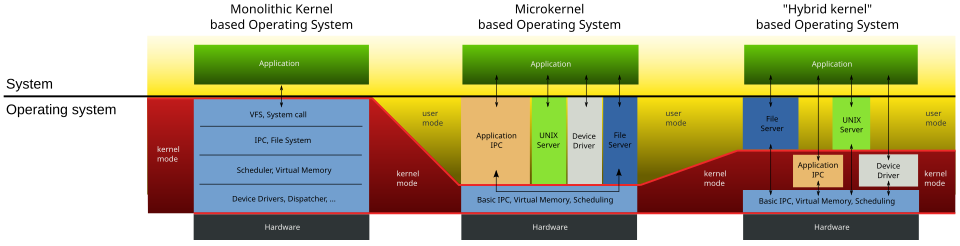 Monolithic Kernel
based Operating System
Microkernel
based Operating System
"Hybrid kernel"
based Operating System
System
Operating system
Application
VFS, System call
IPC, File System
Scheduler, Virtual Memory
Device Drivers, Dispatcher, ...
Hardware
kernel
mode
user
mode
kernel
mode
Application
Application
IPC
UNIX
Server
Device
Driver
File
Server
Basic IPC, Virtual Memory, Scheduling
Hardware
user
mode
kernel
mode
Application
File
Server
UNIX
Server
Application
IPC
Device
Driver
Basic IPC, Virtual Memory, Scheduling
Hardware
user
mode
kernel
mode